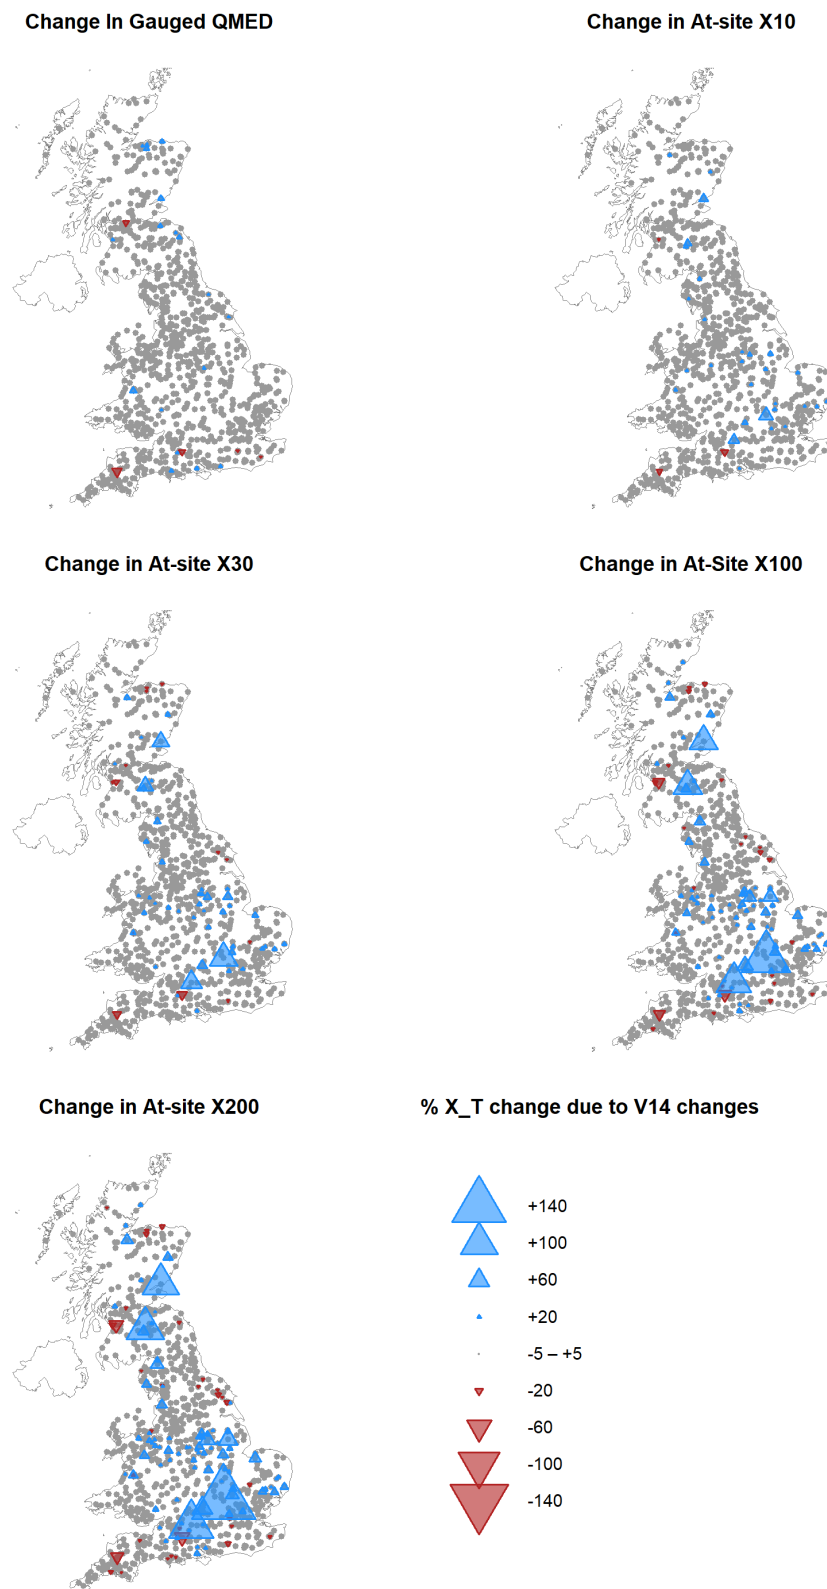 Change In Gauged QMED
Change in At-site X10
Change in At-site X30
Change in At-Site X100
Change in At-site X200
% X_T change due to V14 changes
+140
+100
+60
+20
-5 – +5
-20
-60
-100
-140